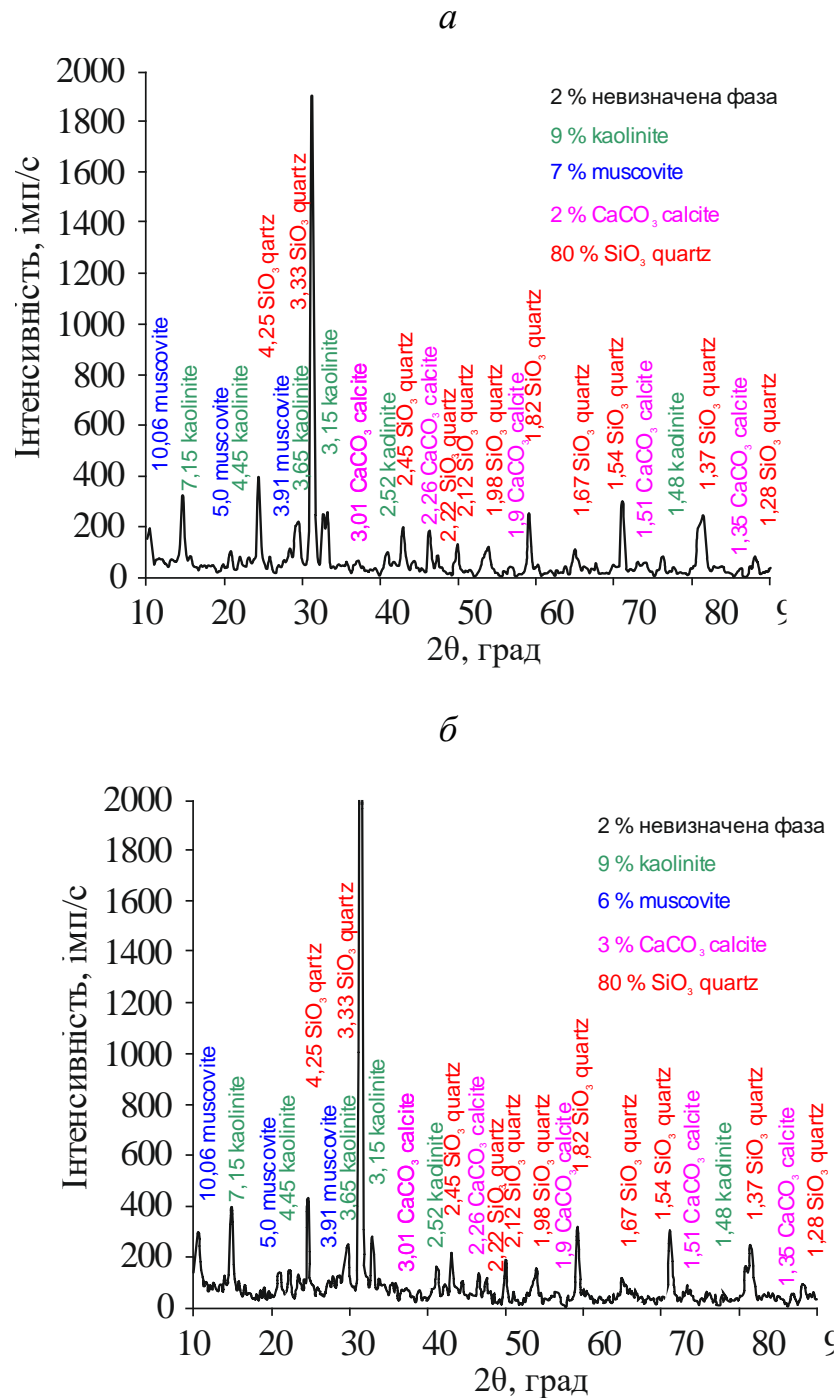 а
Інтенсивність, імп/с
2000
1800
1600
1400
1200
1000
800
600
400
200
0
2 % невизначена фаза
9 % kaolinite
7 % muscovite
2 % CaCO₃ calcite
80 % SiO₃ quartz
10,06 muscovite
7,15 kaolinite
5,0 muscovite
4,45 kaolinite
4,25 SiO₃ qartz
3.91 muscovite
3.65 kaolinite
3,33 SiO₃ quartz
3,15 kaolinite
3,01 CaCO₃ calcite
2,52 kadinite
2,45 SiO₃ quartz
2,26 CaCO₃ calcite
2,22 SiO₃ quartz
2,12 SiO₃ quartz
1,98 SiO₃ quartz
1,9 CaCO₃ calcite
1,82 SiO₃ quartz
1,67 SiO₃ quartz
1,54 SiO₃ quartz
1,51 CaCO₃ calcite
1,48 kadinite
1,37 SiO₃ quartz
1,35 CaCO₃ calcite
1,28 SiO₃ quartz
10 20 30 40 50 60 70 80 9
2θ, град
б
Інтенсивність, імп/с
2000
1800
1600
1400
1200
1000
800
600
400
200
0
2 % невизначена фаза
9 % kaolinite
6 % muscovite
3 % CaCO₃ calcite
80 % SiO₃ quartz
10,06 muscovite
7,15 kaolinite
5,0 muscovite
4,45 kaolinite
4,25 SiO₃ qartz
3.91 muscovite
3.65 kaolinite
3,33 SiO₃ quartz
3,15 kaolinite
3,01 CaCO₃ calcite
2,52 kadinite
2,45 SiO₃ quartz
2,26 CaCO₃ calcite
2,22 SiO₃ quartz
2,12 SiO₃ quartz
1,98 SiO₃ quartz
1,9 CaCO₃ calcite
1,82 SiO₃ quartz
1,67 SiO₃ quartz
1,54 SiO₃ quartz
1,51 CaCO₃ calcite
1,48 kadinite
1,37 SiO₃ quartz
1,35 CaCO₃ calcite
1,28 SiO₃ quartz
10 20 30 40 50 60 70 80 9
2θ, град